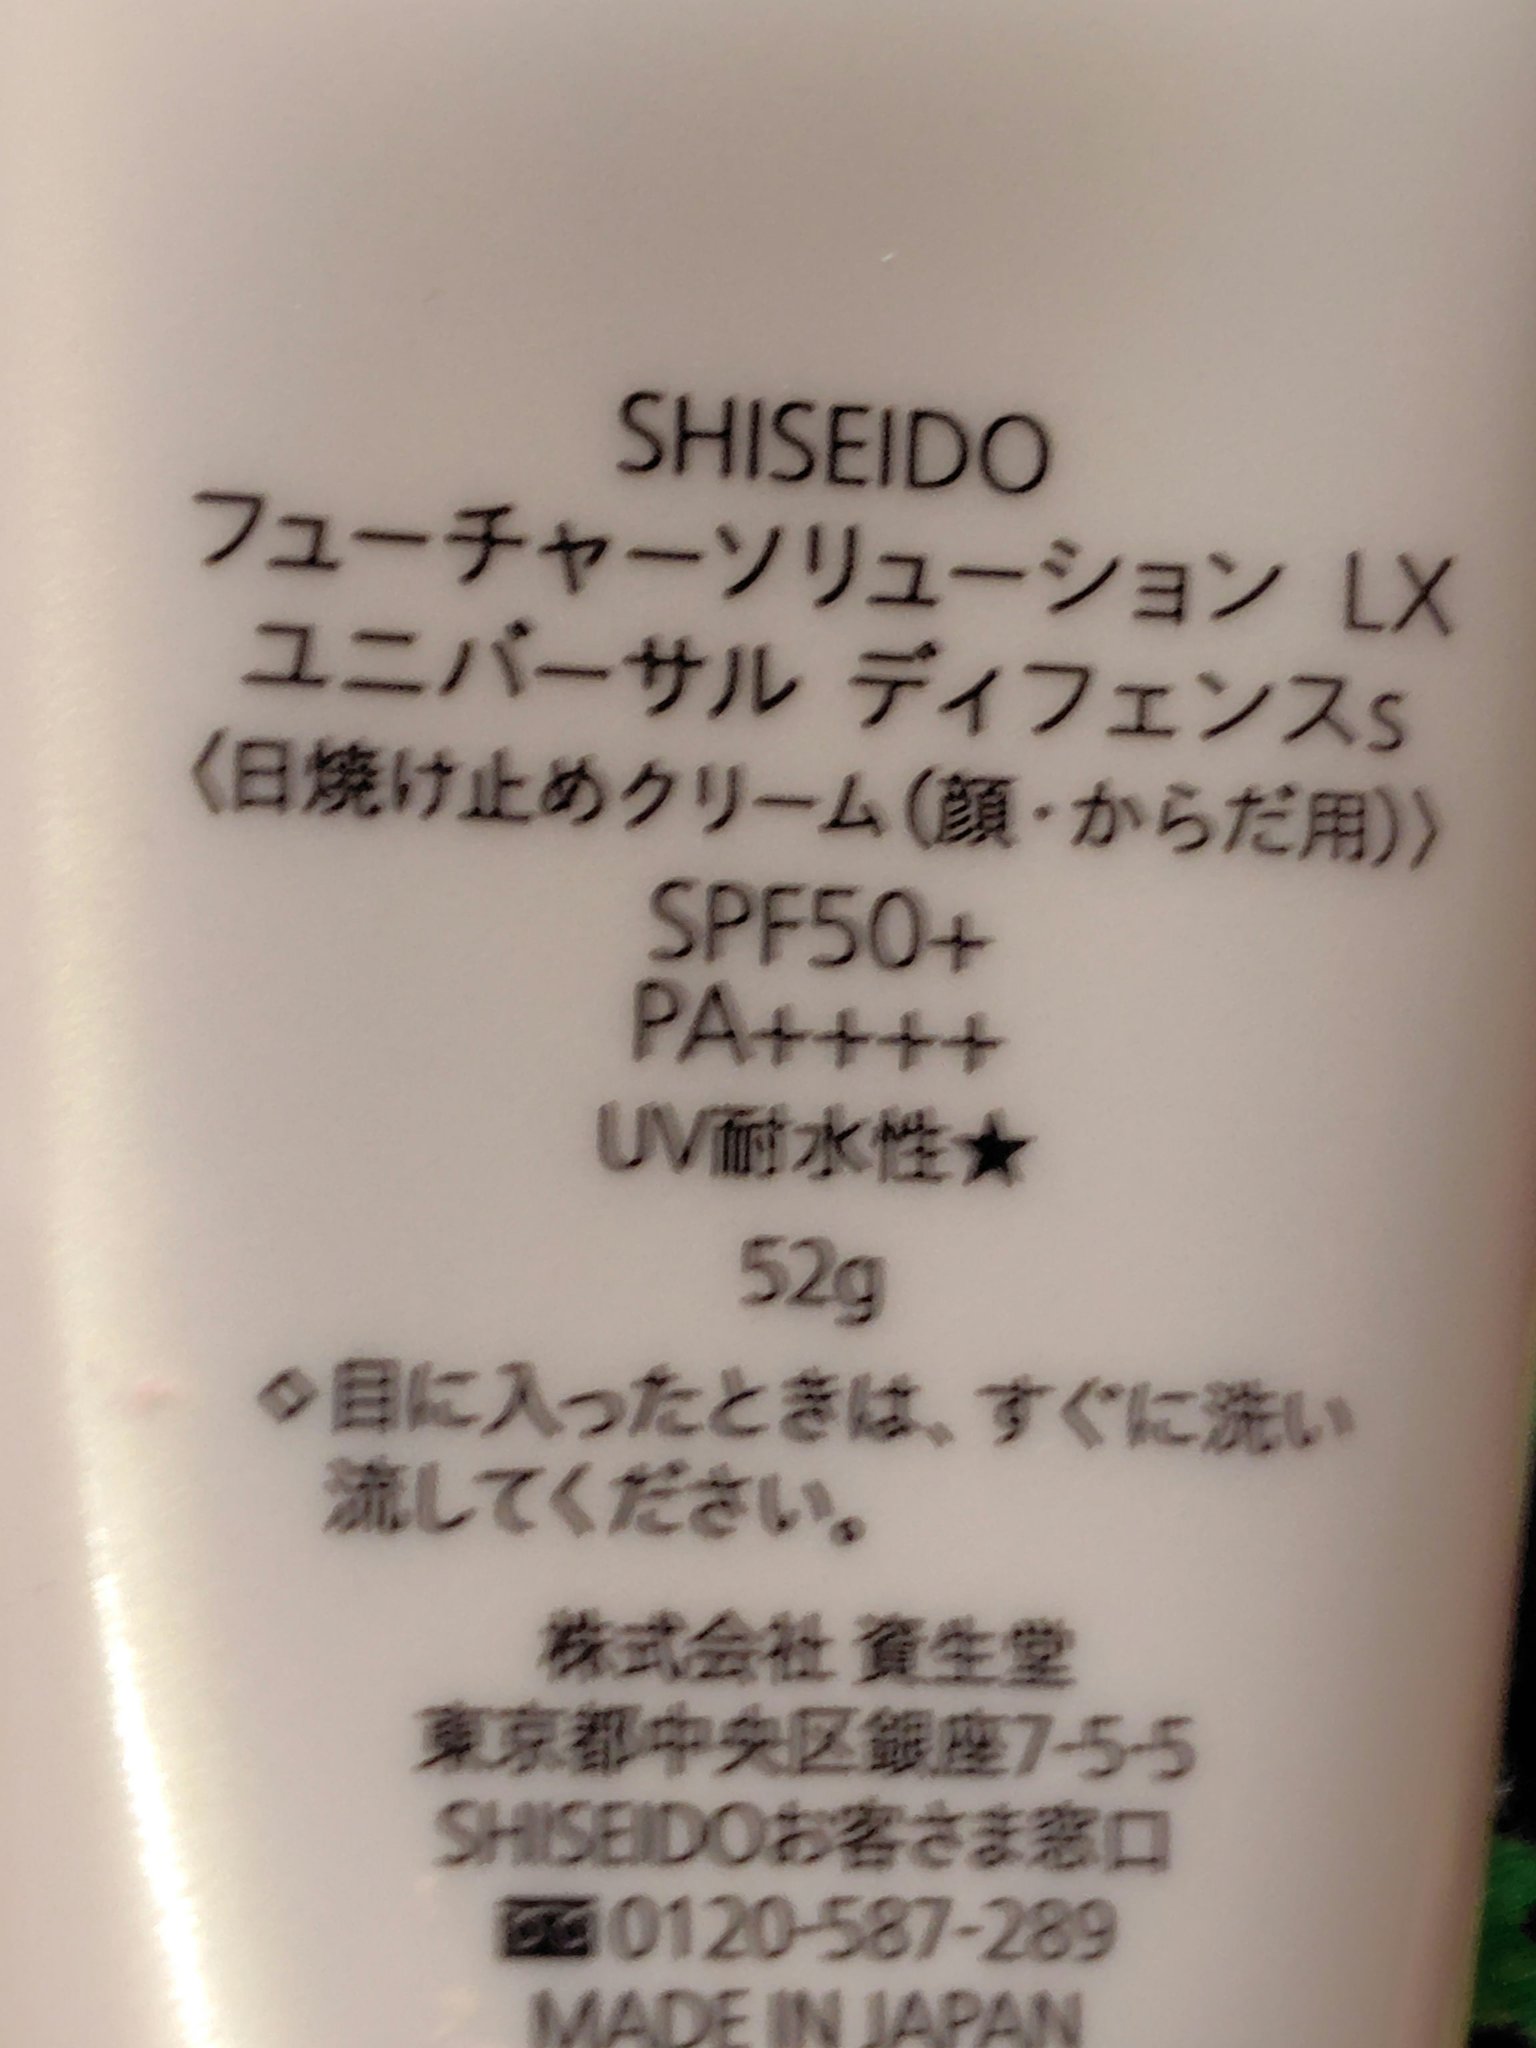 SHISEIDO
フューチャーソリューション LX
ユニバーサル ディフェンスs
〈日焼け止めクリーム(顔・からだ用)〉
SPF50+
PA++++
UV耐水性★
52g
◇目に入ったときは、すぐに洗い
流してください。
株式会社 資生堂
東京都中央区銀座7-5-5
SHISEIDOお客さま窓口
0120-587-289
MADE IN JAPAN